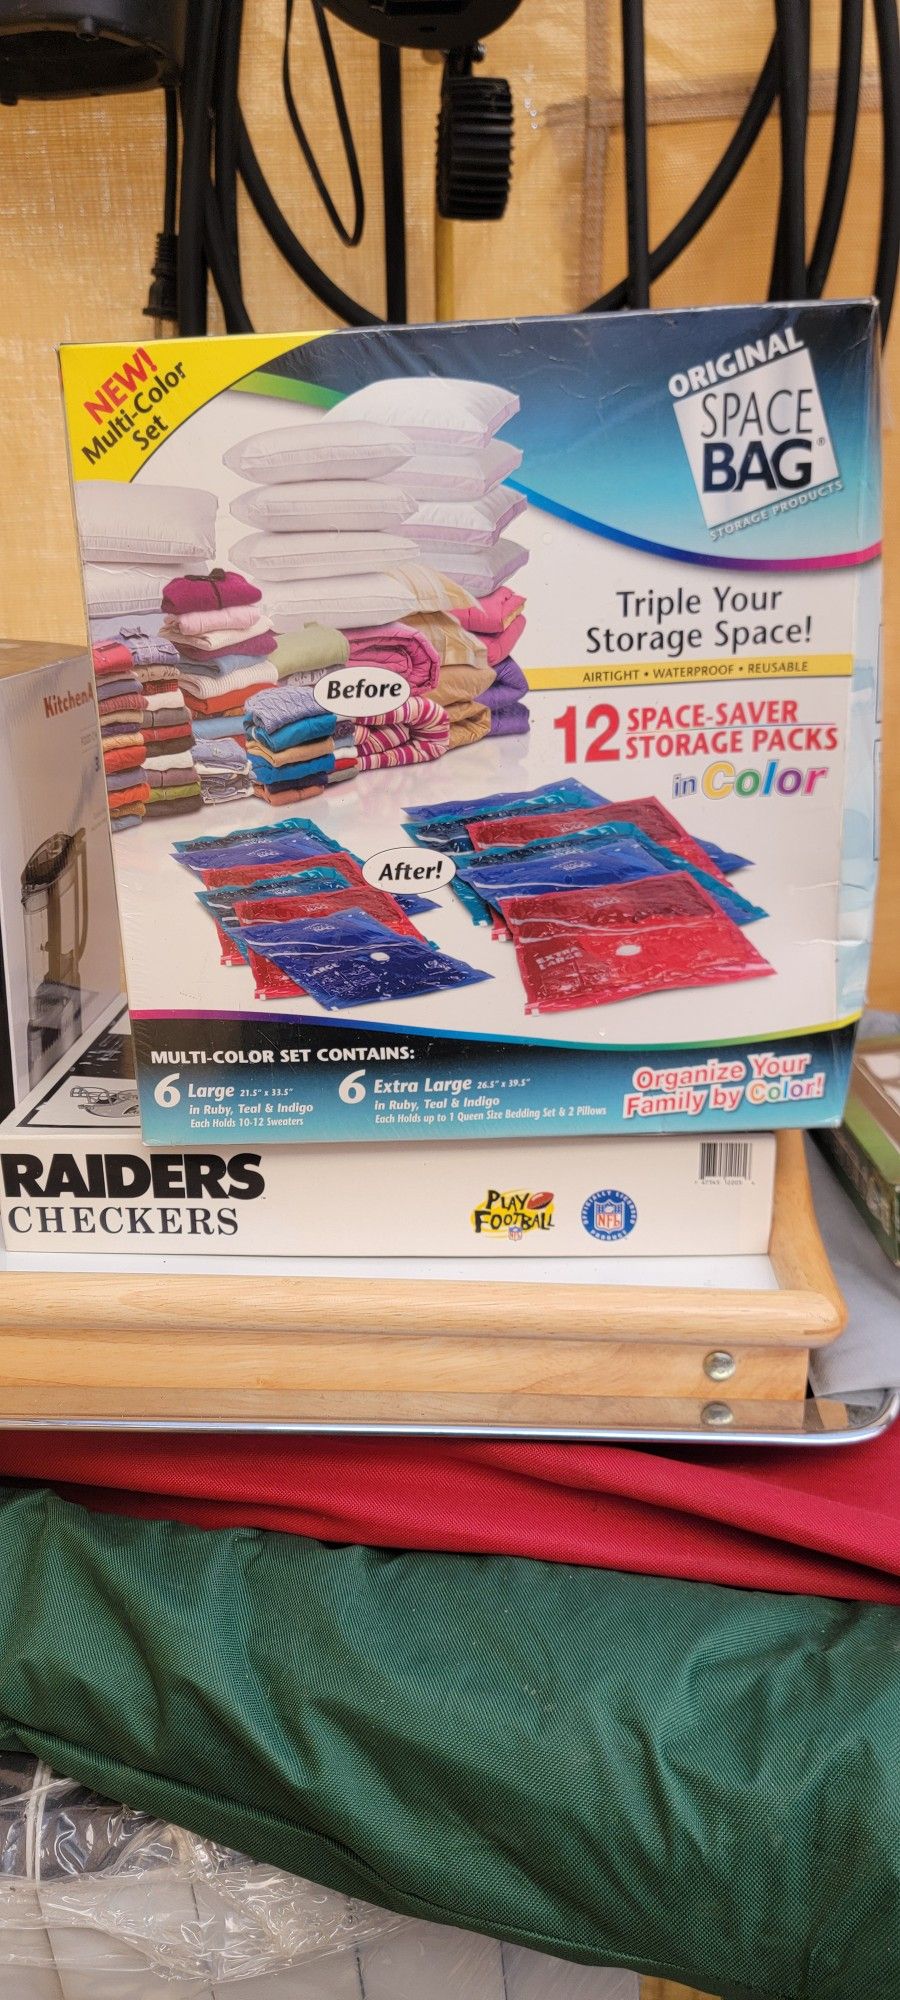 NEW!
Multi-Color
Set
ORIGINAL
SPACE
BAG®
STORAGE PRODUCTS
Triple Your
Storage Space!
AIRTIGHT • WATERPROOF • REUSABLE
Before
12 SPACE-SAVER
STORAGE PACKS
in Color
After!
LARGE
EXTRA
LARGE
MULTI-COLOR SET CONTAINS:
6 Large 21.5" x 33.5"
in Ruby, Teal & Indigo
Each Holds 10-12 Sweaters
6 Extra Large 26.5" x 39.5"
in Ruby, Teal & Indigo
Each Holds up to 1 Queen Size Bedding Set & 2 Pillows
Organize Your
Family by Color!
RAIDERS
CHECKERS
PLAY
FOOTBALL
NFL